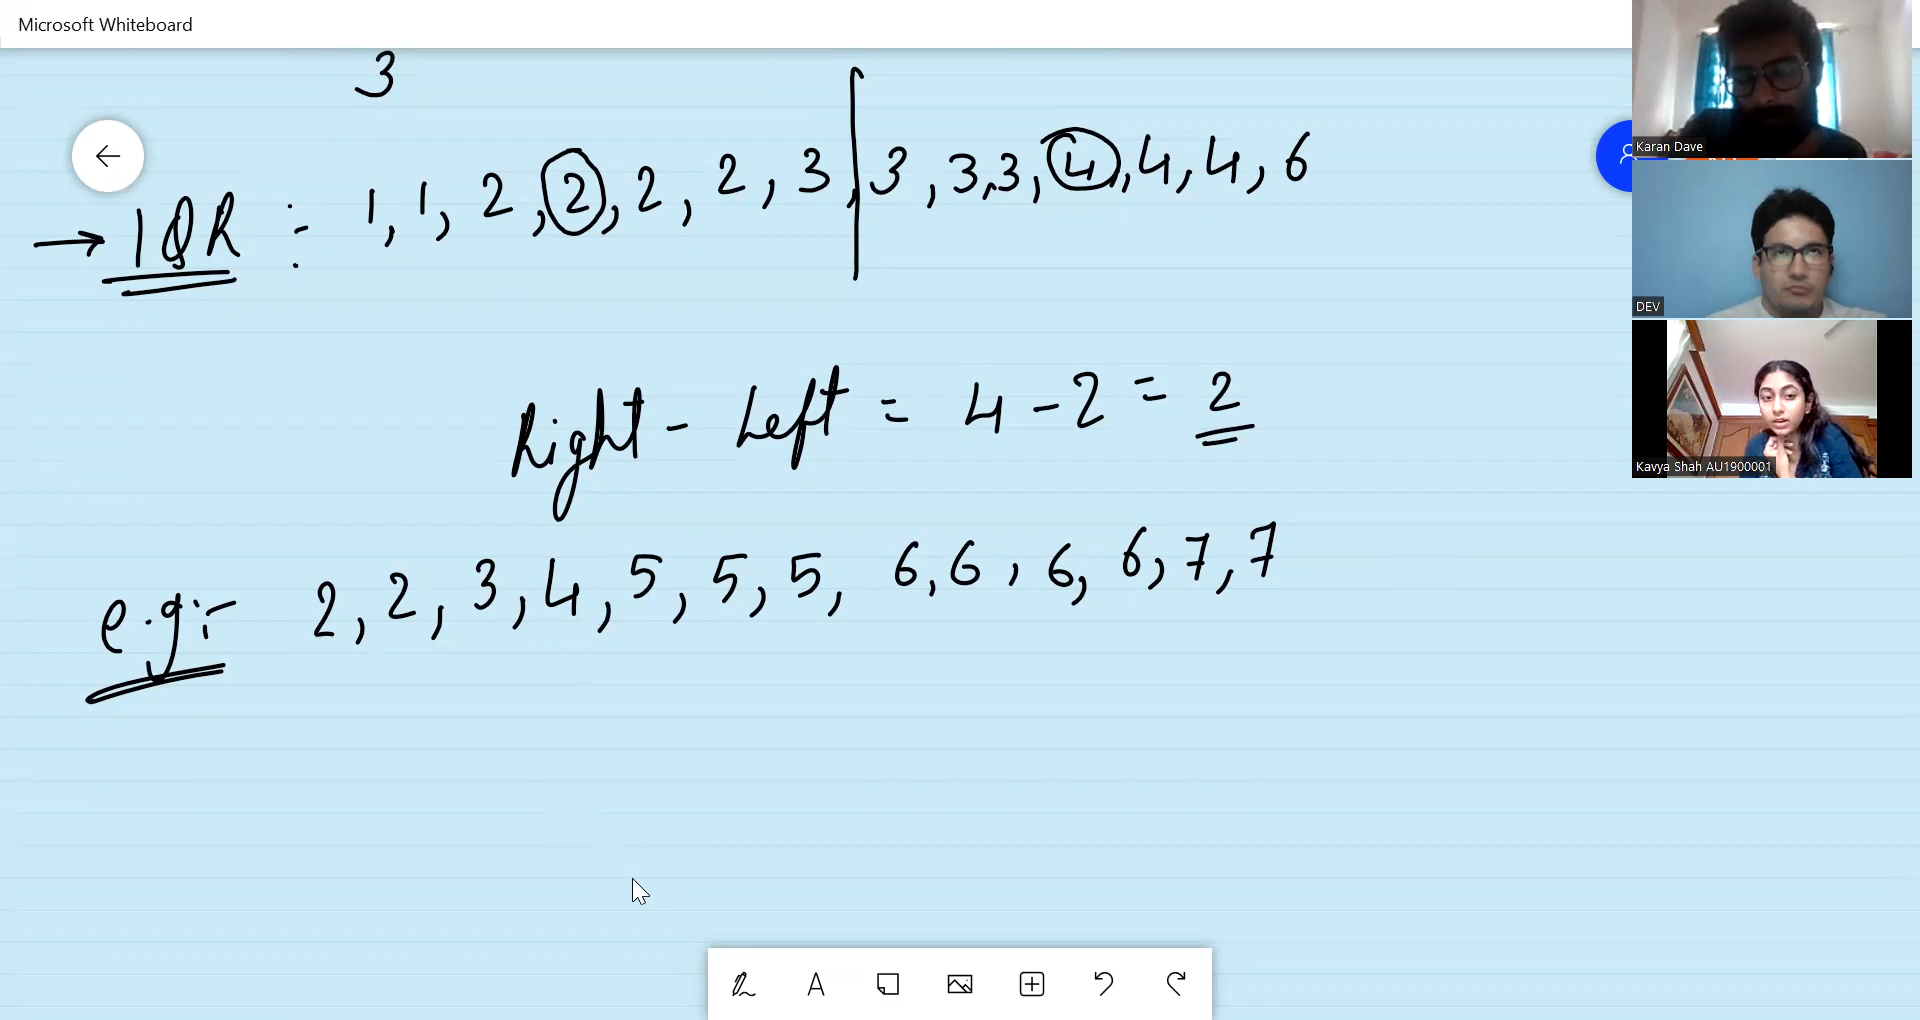 Microsoft Whiteboard
3
→ IQR : 1, 1, 2, 2, 2, 2, 3, 3, 3, 3, 4, 4, 4, 6
Right - Left = 4 - 2 = 2
e.g:- 2, 2, 3, 4, 5, 5, 5, 6, 6, 6, 6, 7, 7
Karan Dave
DEV
Kavya Shah AU1900001
A